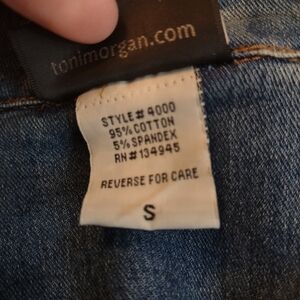 tonimorgan.com
STYLE# 4000
95% COTTON
5% SPANDEX
RN# 134945
REVERSE FOR CARE
S